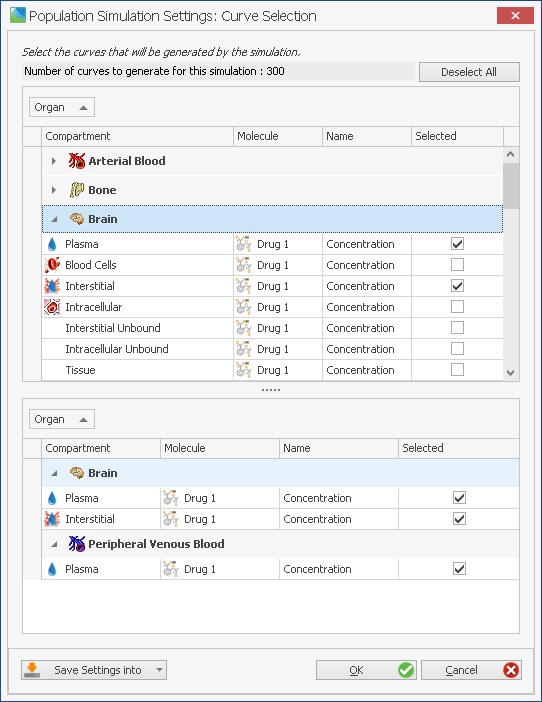 Population Simulation Settings: Curve Selection
Select the curves that will be generated by the simulation.
Number of curves to generate for this simulation : 300 Deselect All
Organ
Compartment Molecule Name Selected
Arterial Blood
Bone
Brain
Plasma Drug 1 Concentration
Blood Cells Drug 1 Concentration
Interstitial Drug 1 Concentration
Intracellular Drug 1 Concentration
Interstitial Unbound Drug 1 Concentration
Intracellular Unbound Drug 1 Concentration
Tissue Drug 1 Concentration
Organ
Compartment Molecule Name Selected
Brain
Plasma Drug 1 Concentration
Interstitial Drug 1 Concentration
Peripheral Venous Blood
Plasma Drug 1 Concentration
Save Settings into OK Cancel